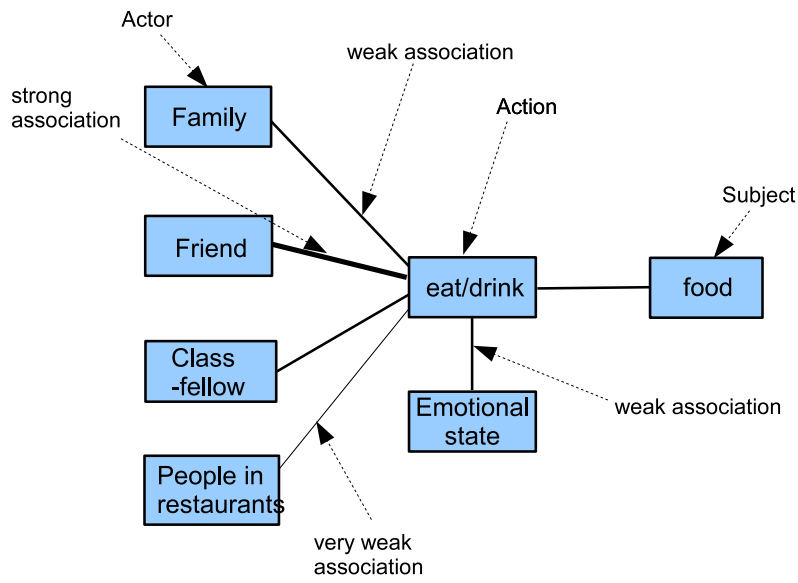 Actor
weak association
strong
association
Family
Action
Subject
Friend
eat/drink
food
Class
-fellow
Emotional
state
weak association
People in
restaurants
very weak
association